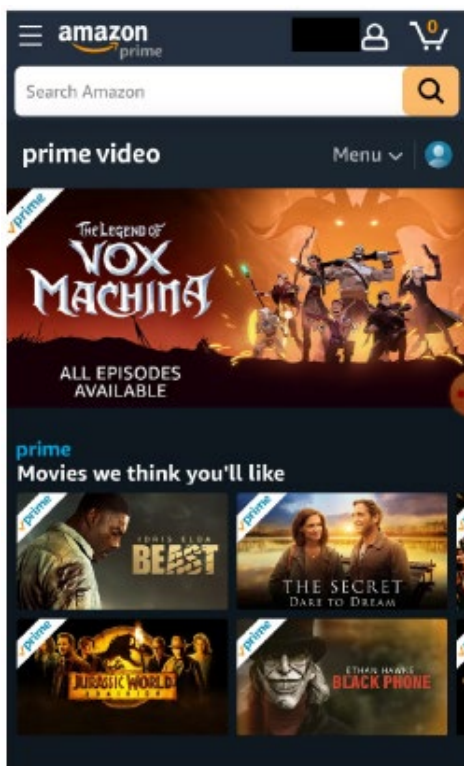 amazon
prime
0
Search Amazon
prime video
Menu
prime
THE LEGEND OF
VOX
MACHINA
ALL EPISODES
AVAILABLE
prime
Movies we think you'll like
prime
IDRIS ELBA
BEAST
prime
THE SECRET
DARE TO DREAM
prime
JURASSIC WORLD
DOMINION
prime
ETHAN HAWKE
BLACK PHONE